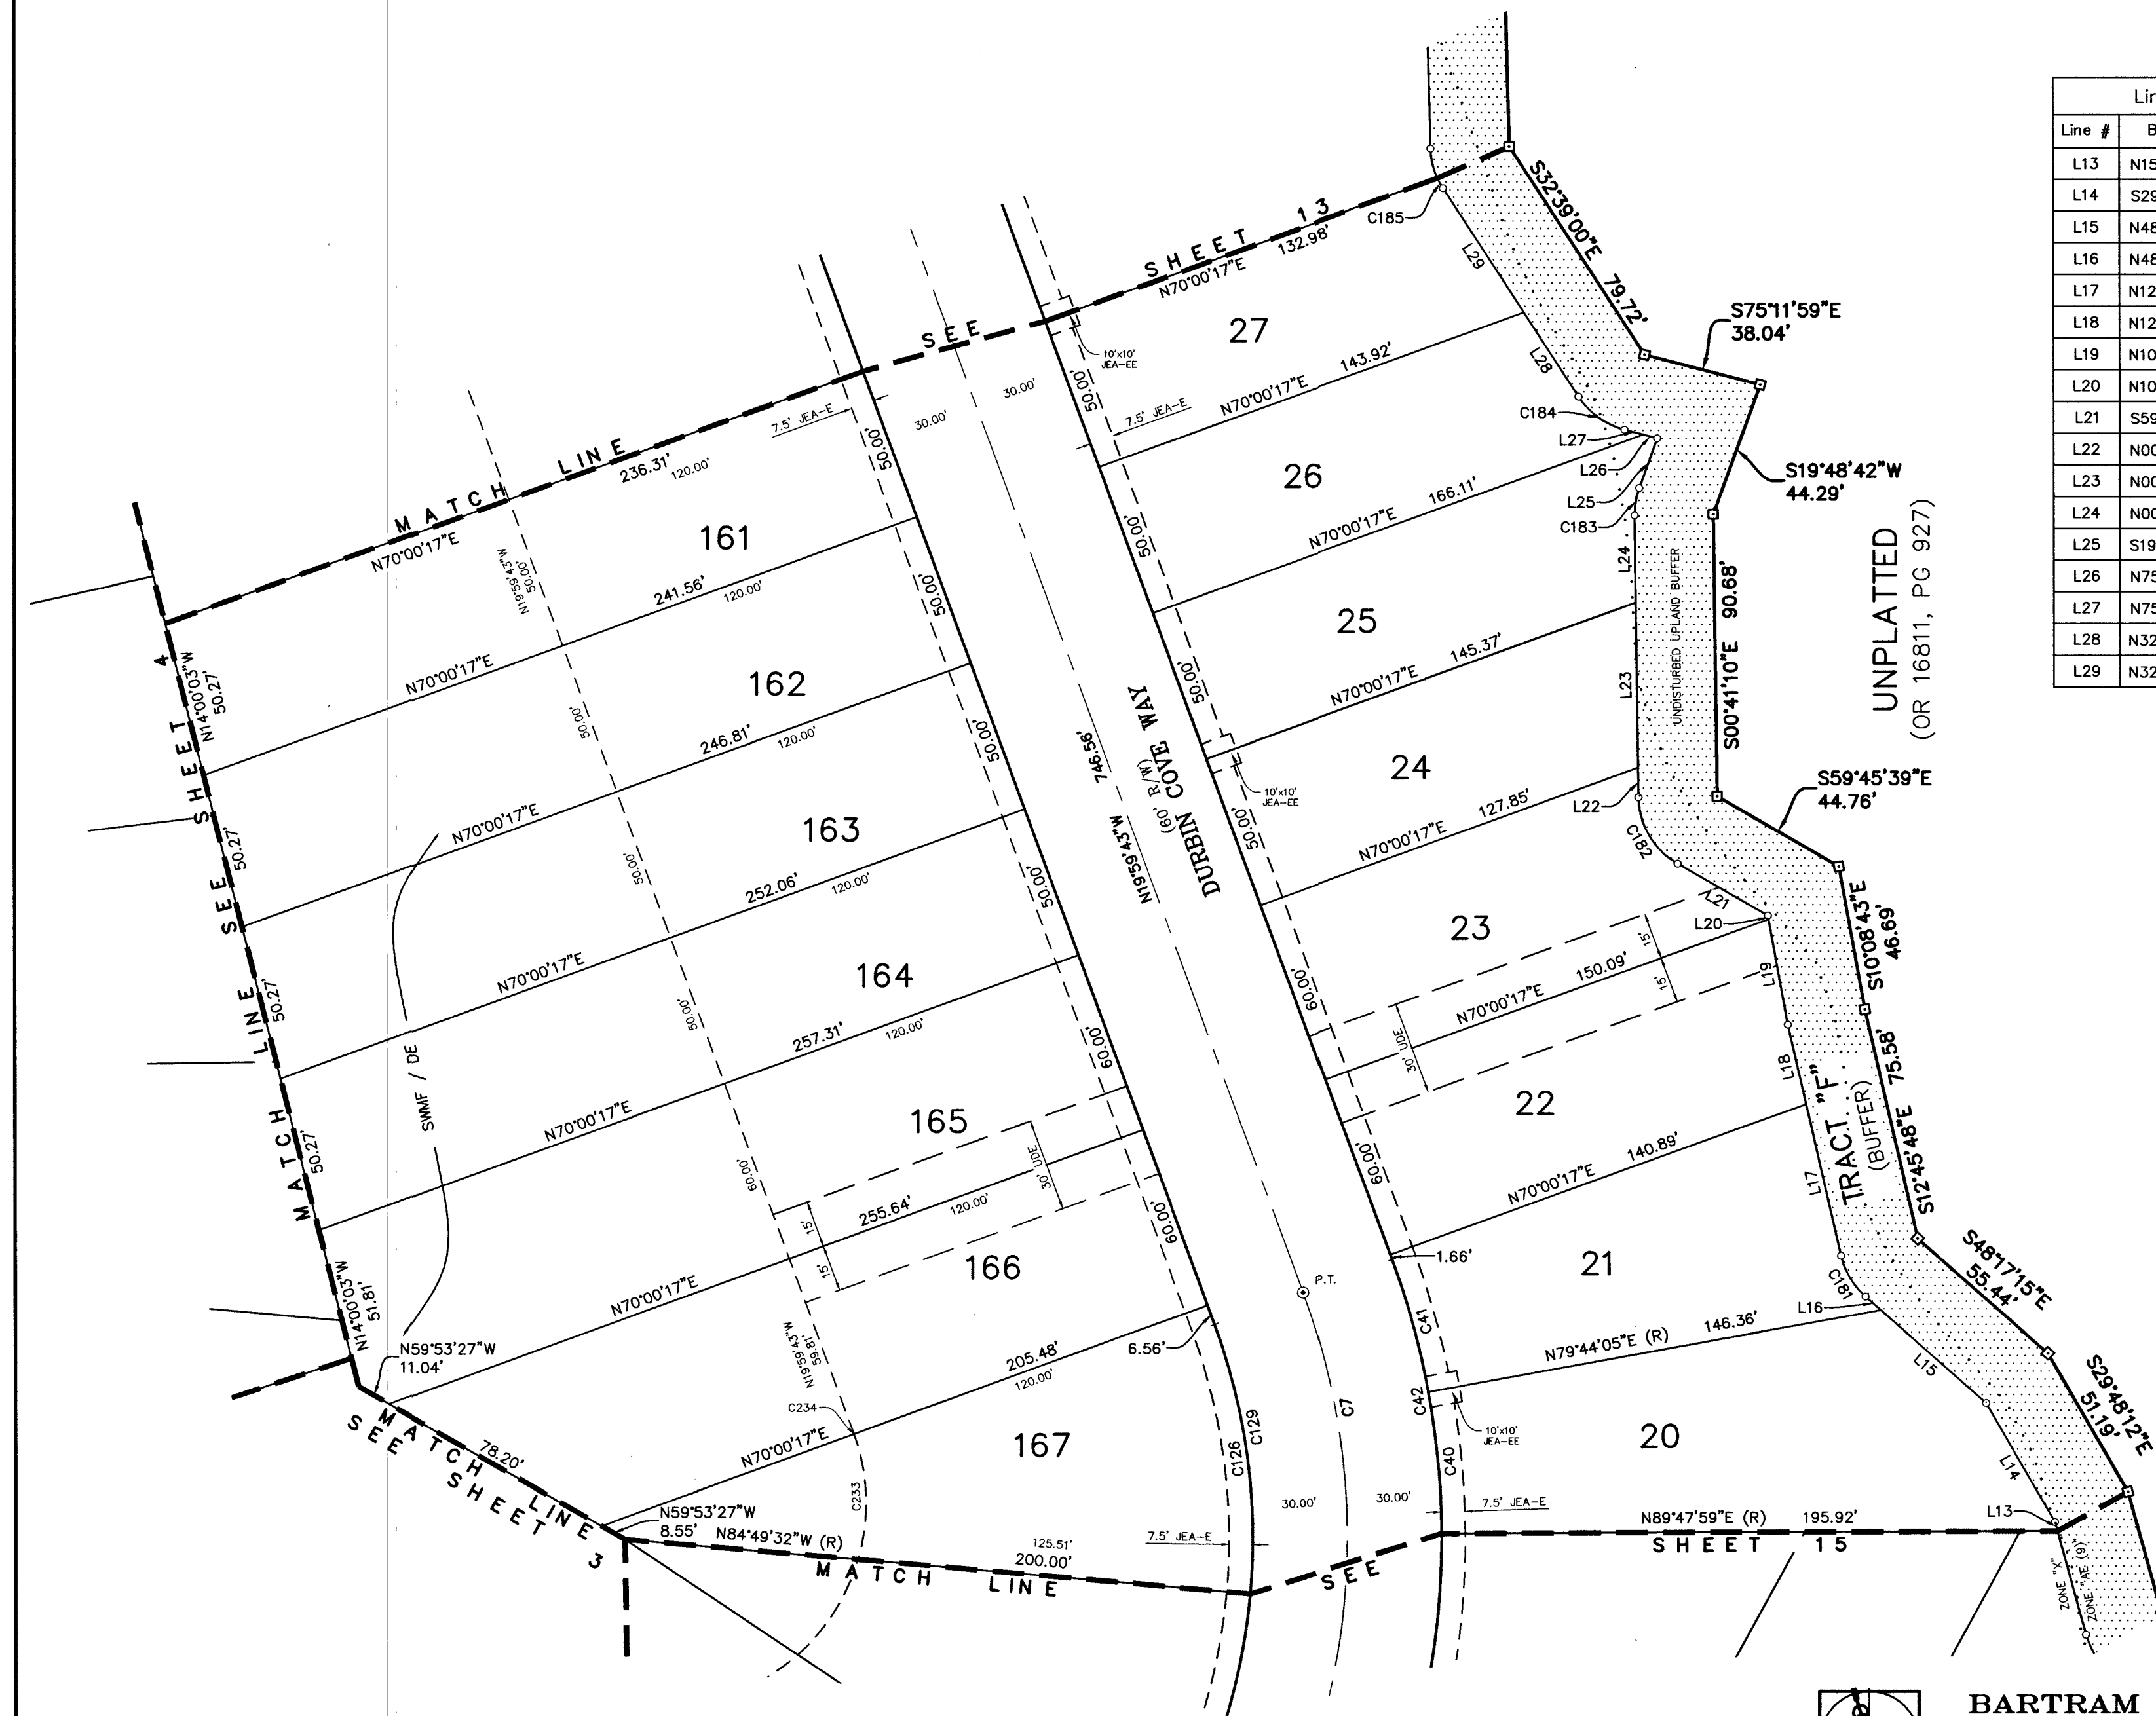 Line #
L13 N15
L14 S29
L15 N48
L16 N48
L17 N12
L18 N12
L19 N10
L20 N10
L21 S59
L22 N00
L23 N00
L24 N00
L25 S19
L26 N75
L27 N75
L28 N32
L29 N32
C185
S32°39'00"E 79.72'
SHEET 13
132.98'
N70°00'17"E
L29
27
S75°11'59"E
38.04'
10'x10'
JEA-EE
SEE
30.00'
30.00'
50.00'
143.92'
N70°00'17"E
L28
C184
L27
L26
7.5' JEA-E
7.5' JEA-E
50.00'
MATCH LINE
236.31'
120.00'
N70°00'17"E
S19°48'42"W
44.29'
26
166.11'
N70°00'17"E
L25
C183
50.00'
161
N19°59'43"W
50.00'
241.56'
120.00'
N70°00'17"E
50.00'
L24
UNDISTURBED UPLAND BUFFER
S00°41'10"E 90.68'
UNPLATTED
(OR 16811, PG 927)
25
145.37'
N70°00'17"E
50.00'
L23
MATCH LINE SEE SHEET 4
N14°00'03"W
50.27'
162
50.00'
246.81'
120.00'
N70°00'17"E
50.00'
746.56'
N19°59'43"W
DURBIN COVE WAY
(60' R/W)
24
10'x10'
JEA-EE
50.00'
127.85'
N70°00'17"E
L22
S59°45'39"E
44.76'
C182
163
50.27'
50.00'
252.06'
120.00'
N70°00'17"E
50.00'
23
L21
L20
15'
15'
150.09'
N70°00'17"E
30' UDE
60.00'
L19
S10°08'43"E
46.69'
164
50.27'
50.00'
257.31'
120.00'
N70°00'17"E
60.00'
SWMF / DE
L18
S12°45'48"E 75.58'
TRACT "F"
(BUFFER)
22
60.00'
140.89'
N70°00'17"E
L17
165
50.27'
60.00'
30' UDE
15'
15'
255.64'
120.00'
N70°00'17"E
60.00'
166
1.66'
21
P.T.
S48°17'15"E
55.44'
C181
L16
146.36'
N79°44'05"E (R)
C41
L15
N14°00'03"W
51.81'
N59°53'27"W
11.04'
N19°59'43"W
59.81'
6.56'
205.48'
120.00'
N70°00'17"E
C234
C233
S29°48'12"E
51.19'
C42
C7
10'x10'
JEA-EE
20
L14
167
C129
C126
C40
MATCH LINE
78.20'
SEE SHEET 3
N59°53'27"W
8.55'
N84°49'32"W (R)
125.51'
200.00'
MATCH LINE
7.5' JEA-E
30.00'
30.00'
7.5' JEA-E
N89°47'59"E (R) 195.92'
L13
SEE
SHEET 15
ZONE "X"
ZONE "AE (9)"
BARTRAM